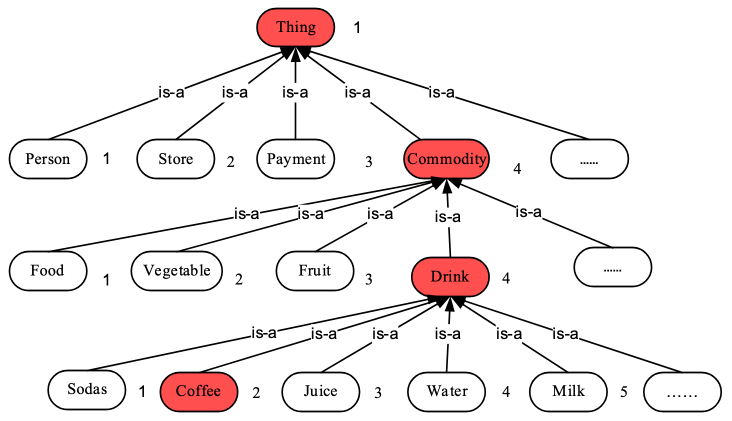 Thing 1
is-a is-a is-a is-a is-a
Person 1 Store 2 Payment 3 Commodity 4 ......
is-a is-a is-a is-a is-a
Food 1 Vegetable 2 Fruit 3 Drink 4 ......
is-a is-a is-a is-a is-a is-a
Sodas 1 Coffee 2 Juice 3 Water 4 Milk 5 ......